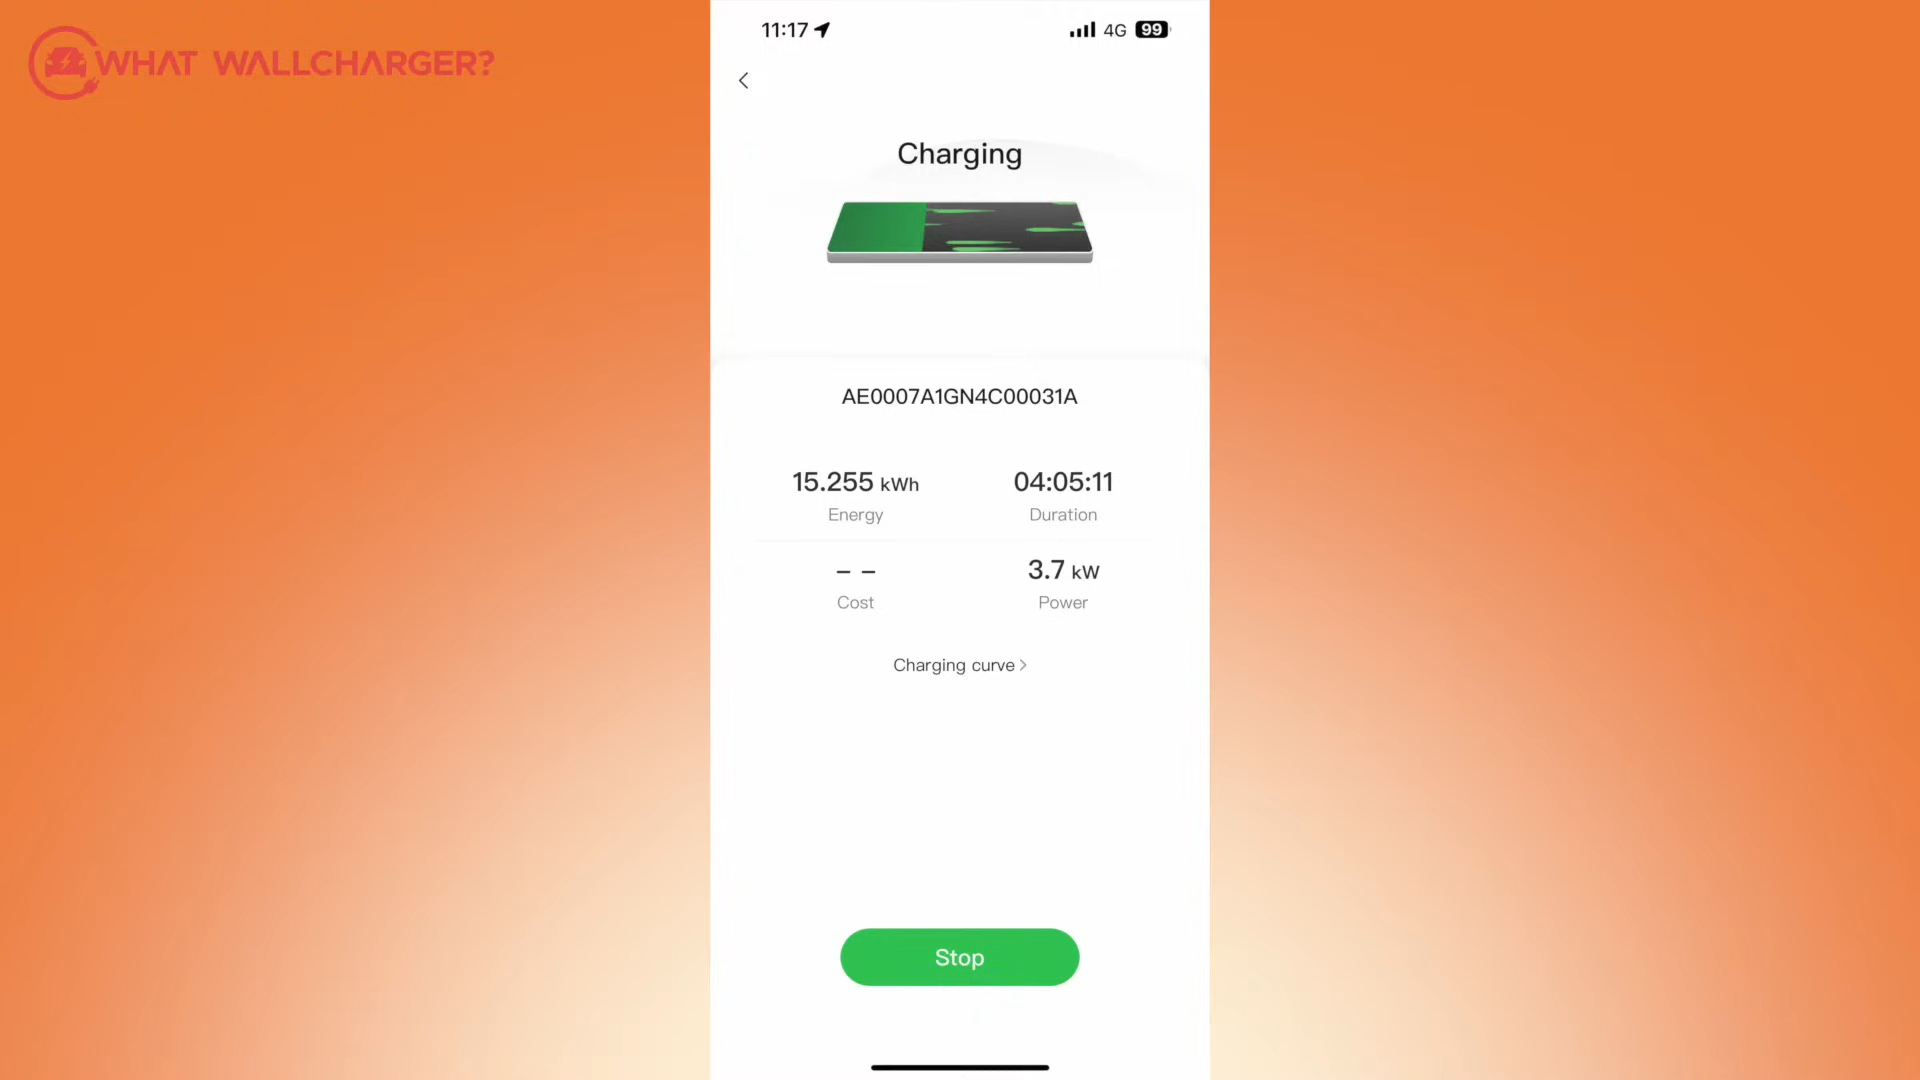 WHAT WALLCHARGER?
11:17
4G
99
Charging
AE0007A1GN4C00031A
15.255 kWh
Energy
04:05:11
Duration
– –
Cost
3.7 kW
Power
Charging curve >
Stop